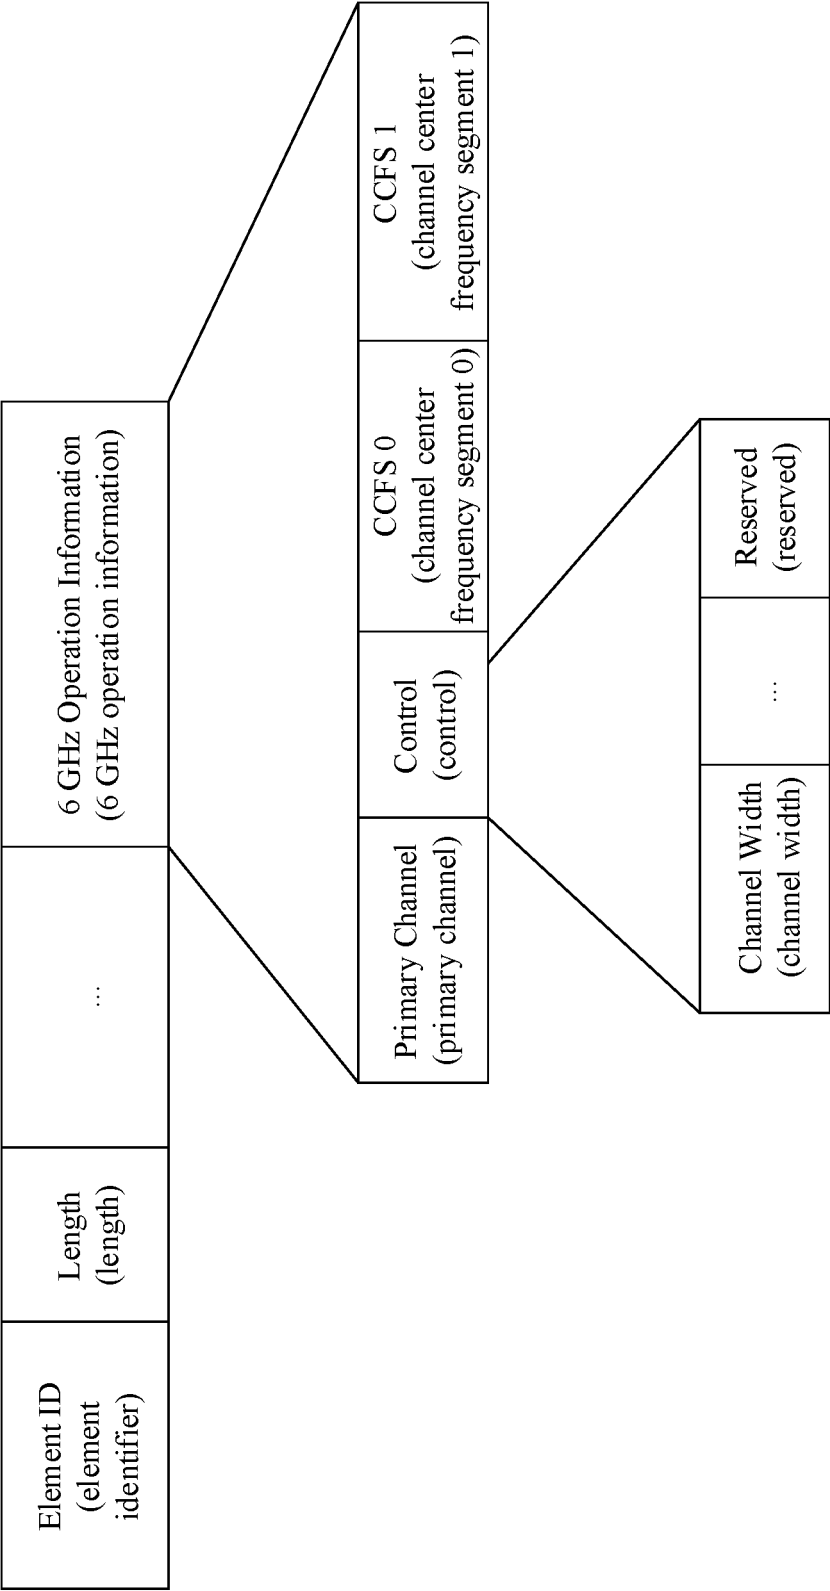 Element ID
(element
identifier)
Length
(length)
...
6 GHz Operation Information
(6 GHz operation information)
Primary Channel
(primary channel)
Control
(control)
CCFS 0
(channel center
frequency segment 0)
CCFS 1
(channel center
frequency segment 1)
Channel Width
(channel width)
...
Reserved
(reserved)